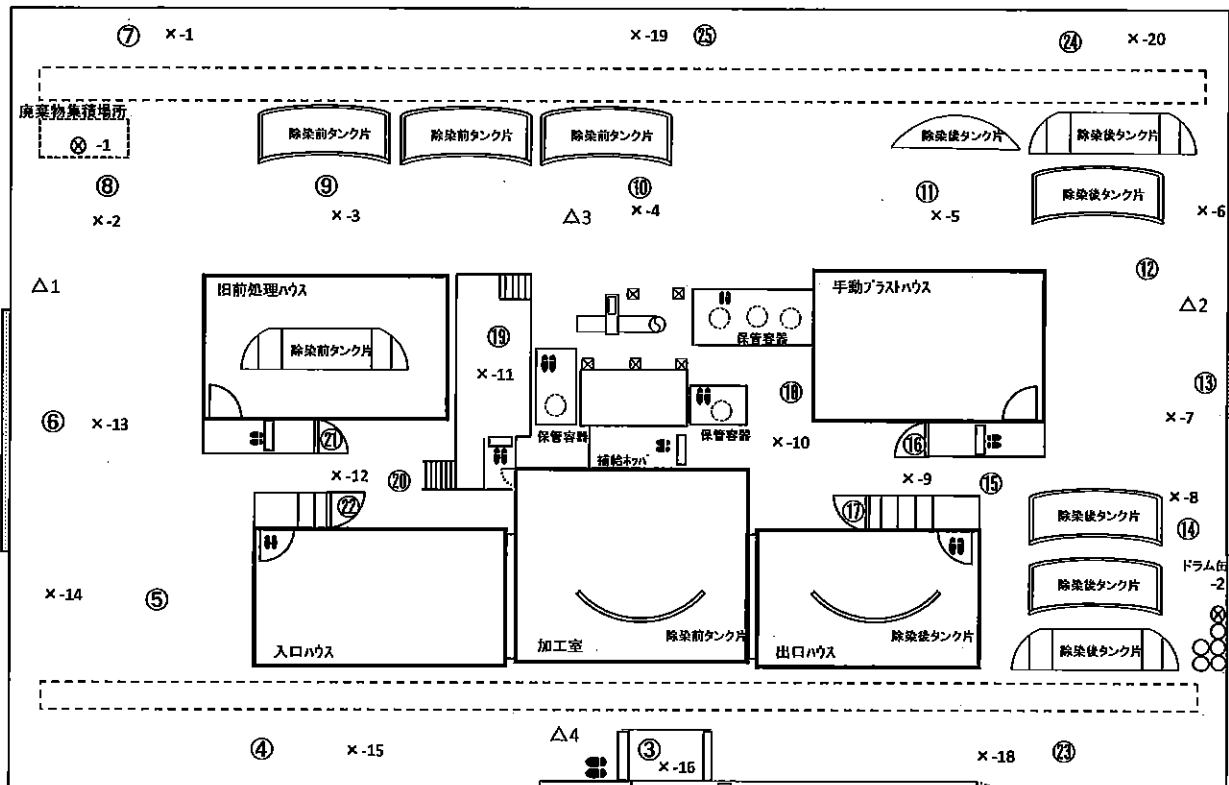 ⑦ ×-1 ×-19 ㉕ ㉔ ×-20
廃棄物集積場所
⊗ -1
除染前タンク片 除染前タンク片 除染前タンク片 除染後タンク片 除染後タンク片
⑧ ⑨ ⑩ ⑪ 除染後タンク片
×-2 ×-3 △3 ×-4 ×-5 ×-6
⑫
△1 旧前処理ハウス 手動ブラストハウス △2
⑲ 保管容器
除染前タンク片
×-11 ⑱ ⑬
⑥ ×-13 ×-7
保管容器 保管容器
㉑ ×-10 ⑯
補給ホッパ
×-12 ⑳ ×-9 ⑮
㉒ ⑰ ×-8
除染後タンク片 ⑭
ドラム缶
-2
×-14 ⑤ 除染後タンク片
除染前タンク片 除染後タンク片
入口ハウス 加工室 出口ハウス 除染後タンク片
④ ×-15 △4 ③ ×-18 ㉓
×-16